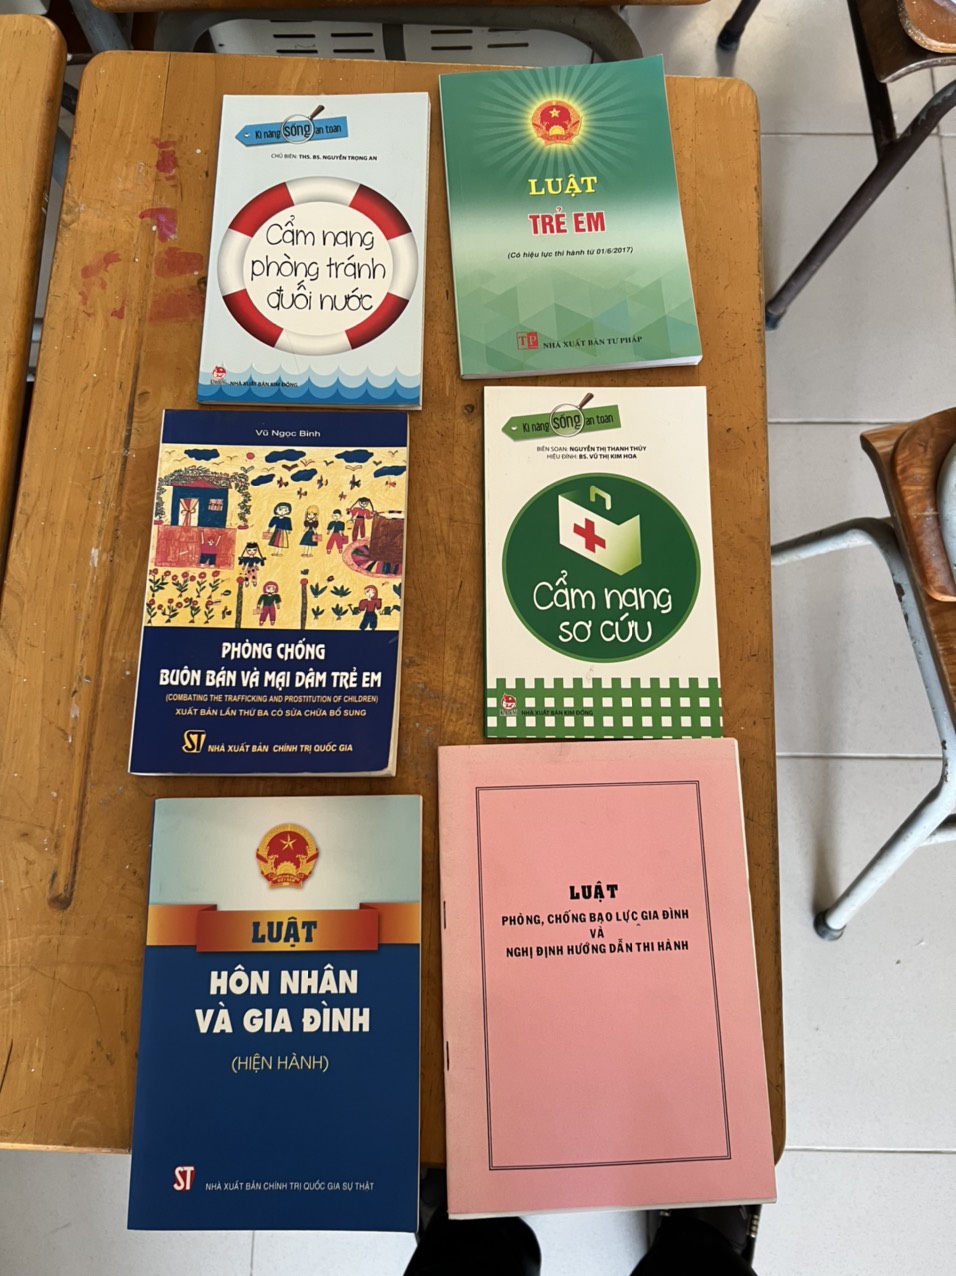 Kĩ năng sống an toàn
CHỦ BIÊN: THS. BS. NGUYỄN TRỌNG AN
Cẩm nang
phòng tránh
đuối nước
NHÀ XUẤT BẢN KIM ĐỒNG
LUẬT
TRẺ EM
(Có hiệu lực thi hành từ 01/6/2017)
TP NHÀ XUẤT BẢN TƯ PHÁP
Vũ Ngọc Bình
PHÒNG CHỐNG
BUÔN BÁN VÀ MẠI DÂM TRẺ EM
(COMBATING THE TRAFFICKING AND PROSTITUTION OF CHILDREN)
XUẤT BẢN LẦN THỨ BA CÓ SỬA CHỮA BỔ SUNG
ST NHÀ XUẤT BẢN CHÍNH TRỊ QUỐC GIA
Kĩ năng sống an toàn
BIÊN SOẠN: NGUYỄN THỊ THANH THỦY
HIỆU ĐÍNH: BS. VŨ THỊ KIM HOA
Cẩm nang
sơ cứu
NHÀ XUẤT BẢN KIM ĐỒNG
LUẬT
HÔN NHÂN
VÀ GIA ĐÌNH
(HIỆN HÀNH)
ST NHÀ XUẤT BẢN CHÍNH TRỊ QUỐC GIA SỰ THẬT
LUẬT
PHÒNG, CHỐNG BẠO LỰC GIA ĐÌNH
VÀ
NGHỊ ĐỊNH HƯỚNG DẪN THI HÀNH